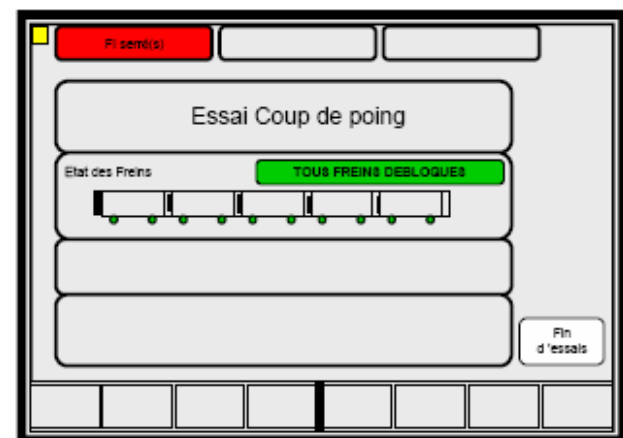 FI serré(s)
Essai Coup de poing
Etat des Freins
TOUS FREINS DEBLOQUES
Fin
d 'essais